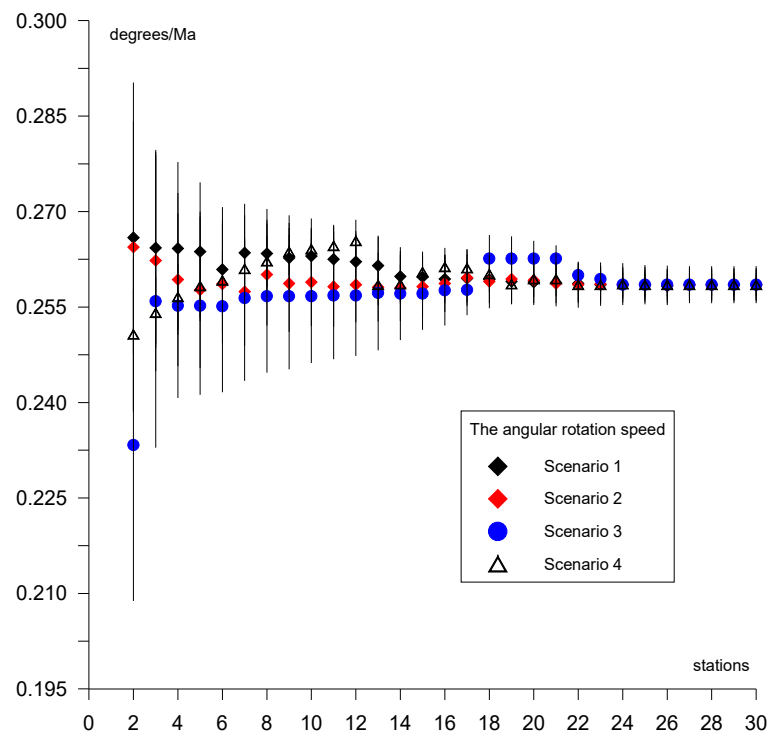 0.300
degrees/Ma
0.285
0.270
0.255
0.240
The angular rotation speed
Scenario 1
0.225
Scenario 2
Scenario 3
0.210
Scenario 4
stations
0.195
0 2 4 6 8 10 12 14 16 18 20 22 24 26 28 30